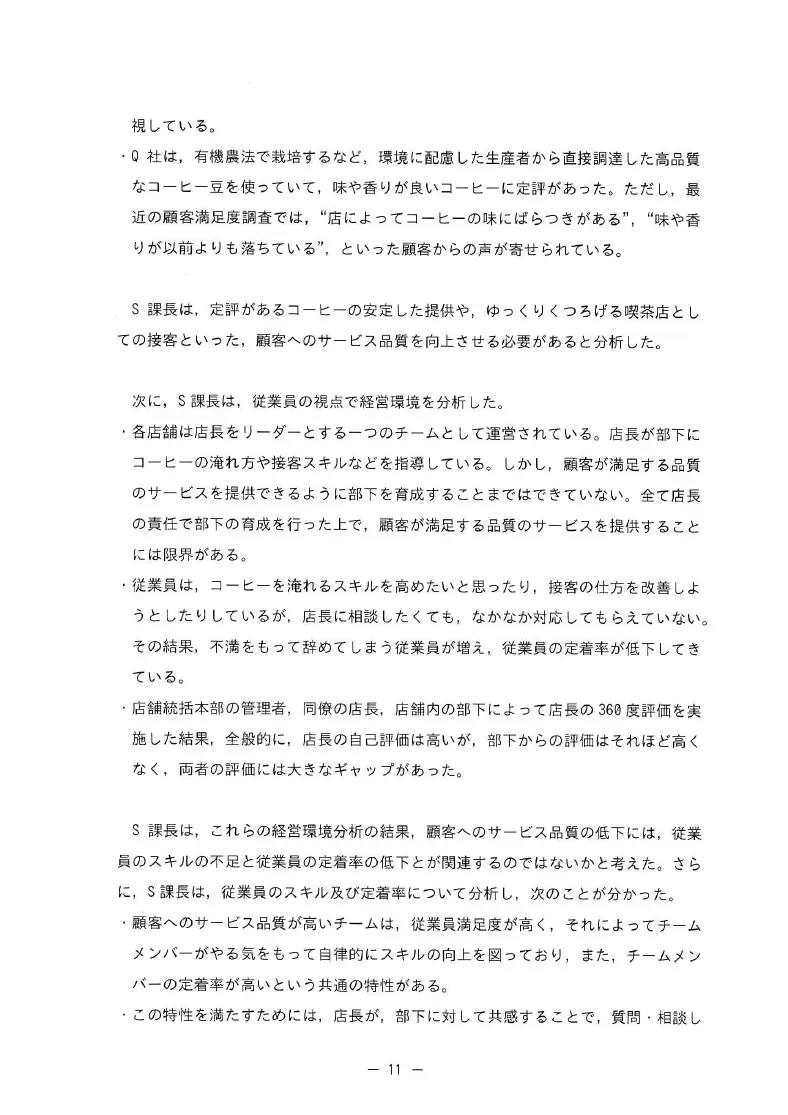 視している。
・Q 社は，有機農法で栽培するなど，環境に配慮した生産者から直接調達した高品質
なコーヒー豆を使っていて，味や香りが良いコーヒーに定評があった。ただし，最
近の顧客満足度調査では，“店によってコーヒーの味にばらつきがある”，“味や香
りが以前よりも落ちている”，といった顧客からの声が寄せられている。
S 課長は，定評があるコーヒーの安定した提供や，ゆっくりくつろげる喫茶店とし
ての接客といった，顧客へのサービス品質を向上させる必要があると分析した。
次に，S 課長は，従業員の視点で経営環境を分析した。
・各店舗は店長をリーダーとする一つのチームとして運営されている。店長が部下に
コーヒーの淹れ方や接客スキルなどを指導している。しかし，顧客が満足する品質
のサービスを提供できるように部下を育成することまではできていない。全て店長
の責任で部下の育成を行った上で，顧客が満足する品質のサービスを提供すること
には限界がある。
・従業員は，コーヒーを淹れるスキルを高めたいと思ったり，接客の仕方を改善しよ
うとしたりしているが，店長に相談したくても，なかなか対応してもらえていない。
その結果，不満をもって辞めてしまう従業員が増え，従業員の定着率が低下してき
ている。
・店舗統括本部の管理者，同僚の店長，店舗内の部下によって店長の 360 度評価を実
施した結果，全般的に，店長の自己評価は高いが，部下からの評価はそれほど高く
なく，両者の評価には大きなギャップがあった。
S 課長は，これらの経営環境分析の結果，顧客へのサービス品質の低下には，従業
員のスキルの不足と従業員の定着率の低下とが関連するのではないかと考えた。さら
に，S 課長は，従業員のスキル及び定着率について分析し，次のことが分かった。
・顧客へのサービス品質が高いチームは，従業員満足度が高く，それによってチーム
メンバーがやる気をもって自律的にスキルの向上を図っており，また，チームメン
バーの定着率が高いという共通の特性がある。
・この特性を満たすためには，店長が，部下に対して共感することで，質問・相談し
― 11 ―